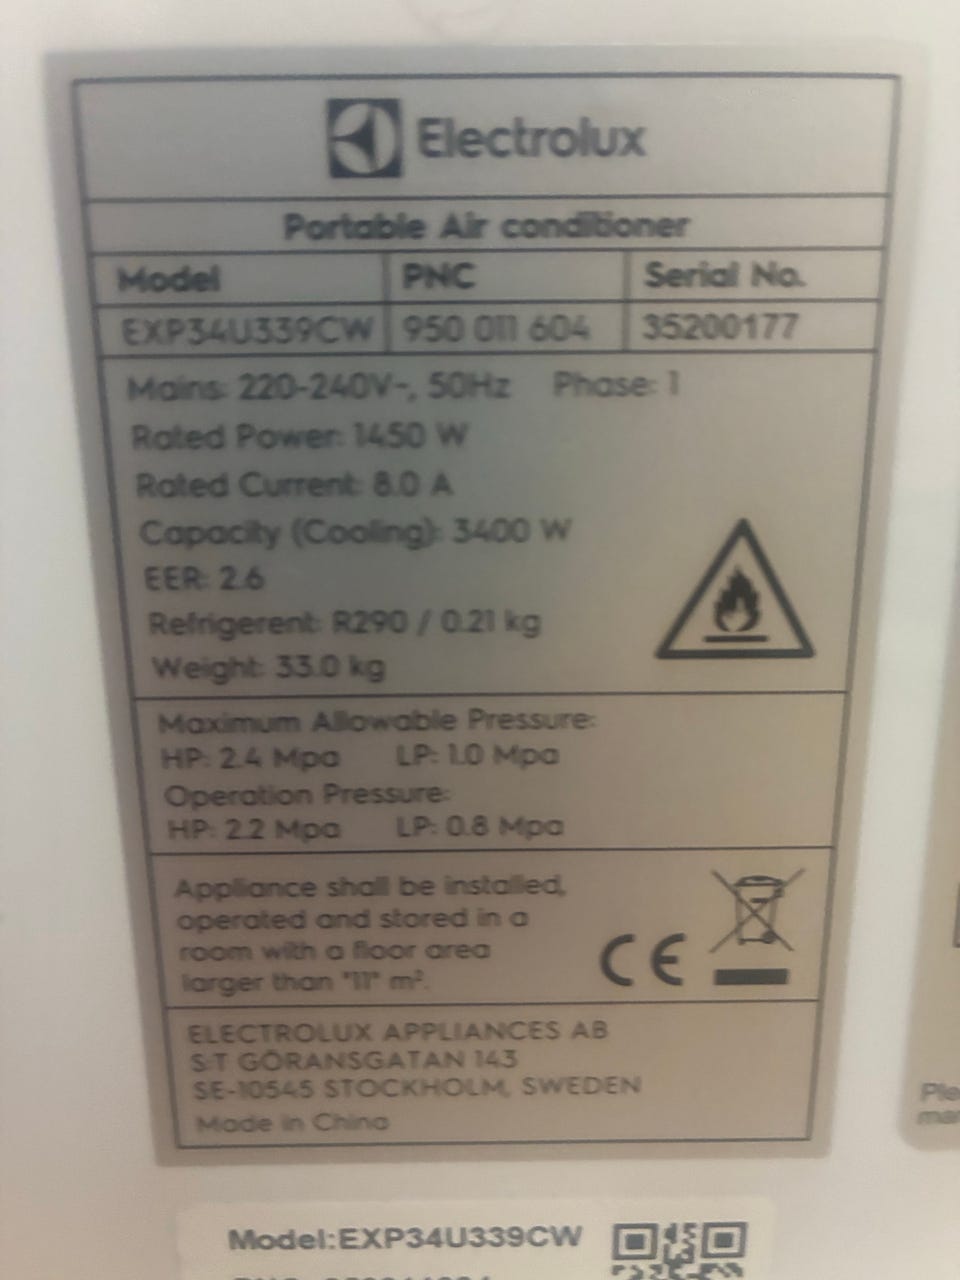 Electrolux
Portable Air conditioner
Model PNC Serial No.
EXP34U339CW 950 011 604 35200177
Mains: 220-240V~, 50Hz Phase: 1
Rated Power: 1450 W
Rated Current: 8.0 A
Capacity (Cooling): 3400 W
EER: 2.6
Refrigerent: R290 / 0.21 kg
Weight: 33.0 kg
Maximum Allowable Pressure:
HP: 2.4 Mpa LP: 1.0 Mpa
Operation Pressure:
HP: 2.2 Mpa LP: 0.8 Mpa
Appliance shall be installed,
operated and stored in a
room with a floor area
larger than "11" m².
CE
ELECTROLUX APPLIANCES AB
S:T GÖRANSGATAN 143
SE-10545 STOCKHOLM, SWEDEN
Made in China
Model:EXP34U339CW